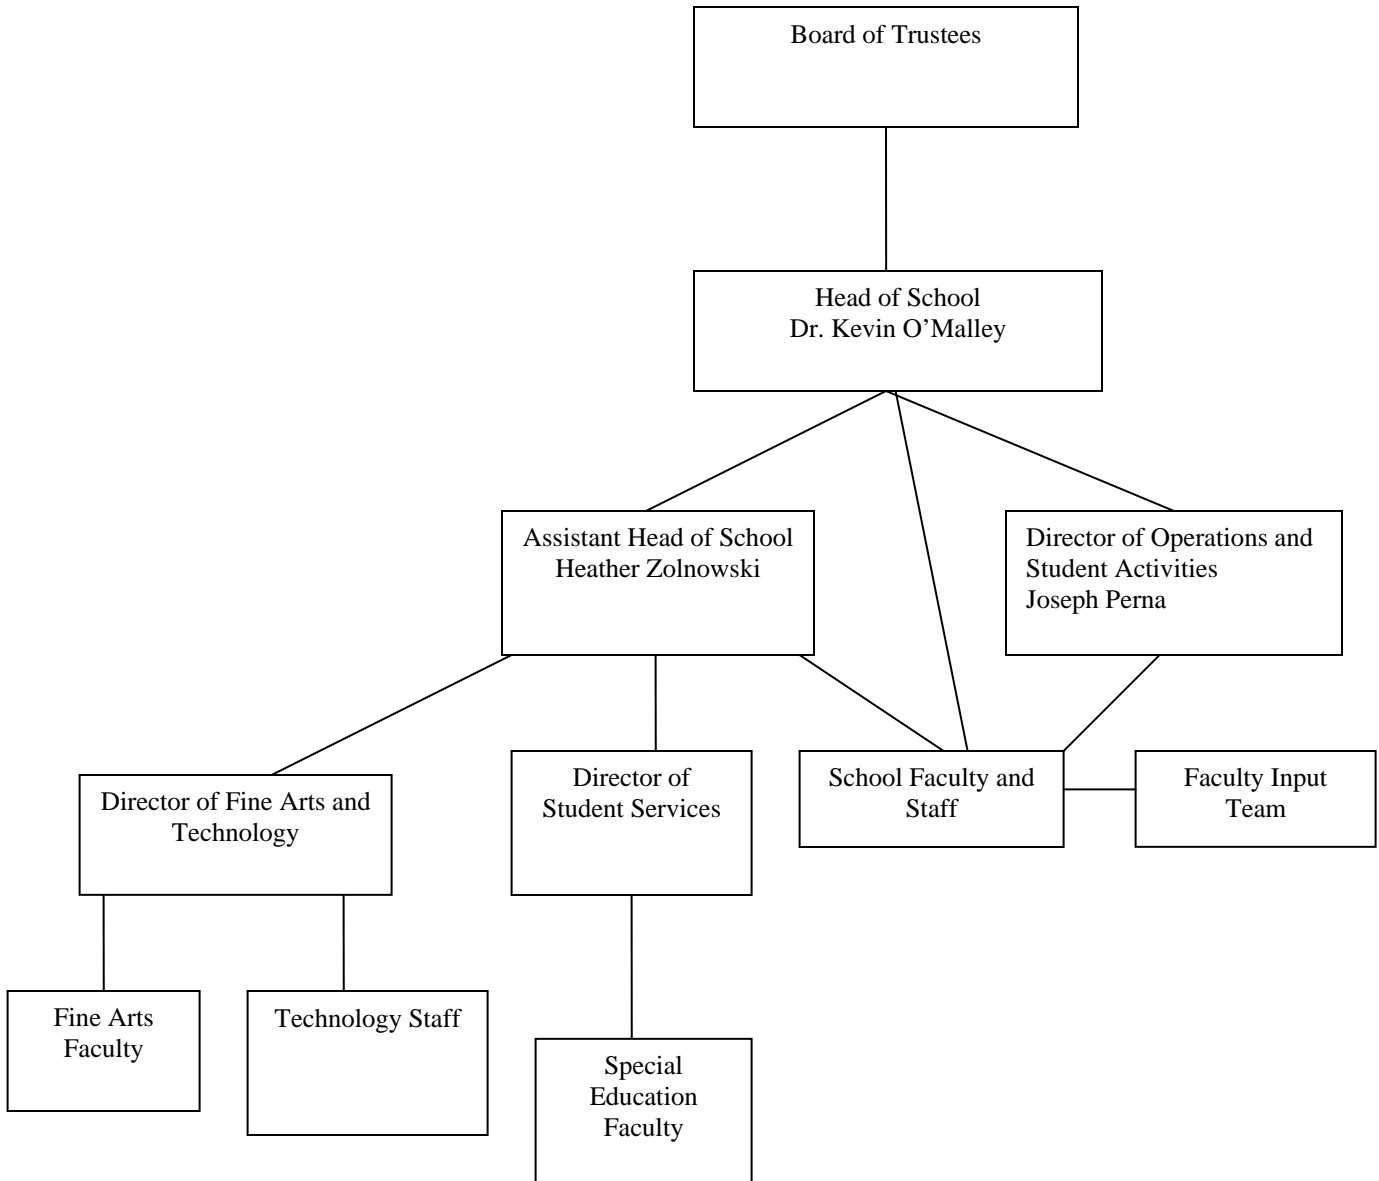 Board of Trustees
Head of School
Dr. Kevin O’Malley
Assistant Head of School
Heather Zolnowski
Director of Operations and
Student Activities
Joseph Perna
Director of Fine Arts and
Technology
Director of
Student Services
School Faculty and
Staff
Faculty Input
Team
Fine Arts
Faculty
Technology Staff
Special
Education
Faculty